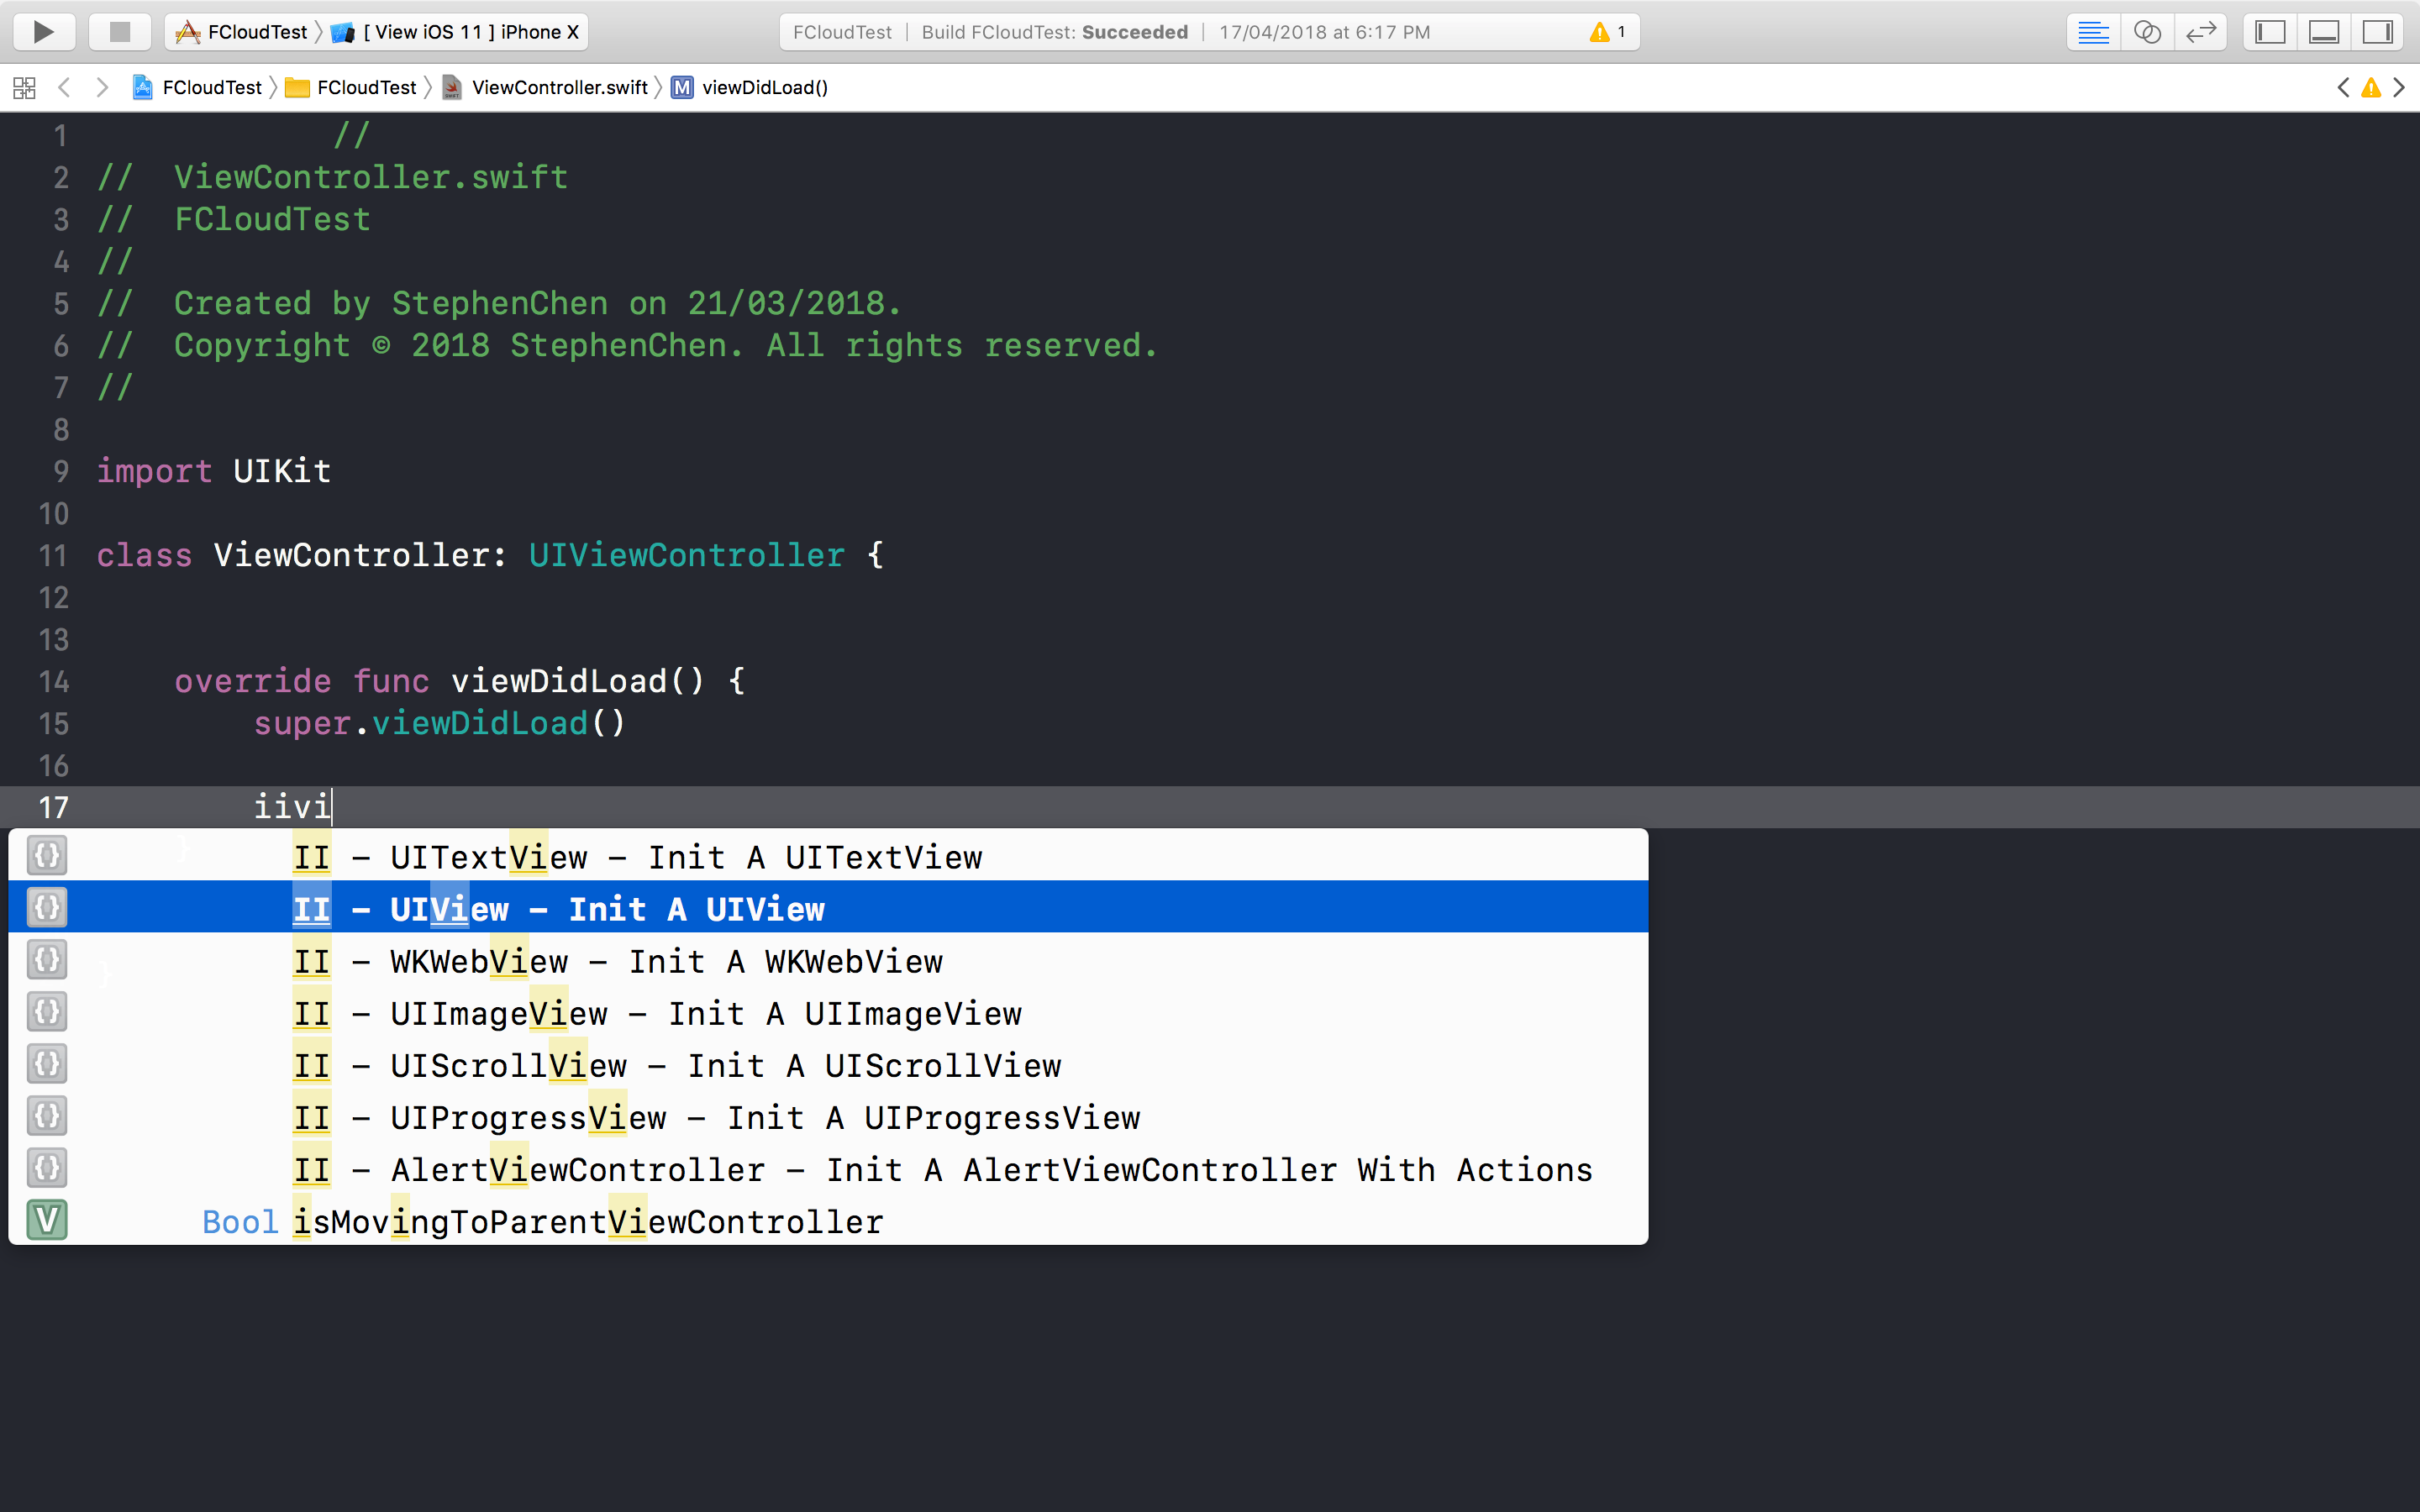 FCloudTest [ View iOS 11 ] iPhone X
FCloudTest | Build FCloudTest: Succeeded | 17/04/2018 at 6:17 PM 1
FCloudTest FCloudTest ViewController.swift M viewDidLoad()
1 //
2 // ViewController.swift
3 // FCloudTest
4 //
5 // Created by StephenChen on 21/03/2018.
6 // Copyright © 2018 StephenChen. All rights reserved.
7 //
8
9 import UIKit
10
11 class ViewController: UIViewController {
12
13
14 override func viewDidLoad() {
15 super.viewDidLoad()
16
17 iivi
{} } II – UITextView – Init A UITextView
{} II – UIView – Init A UIView
{} } II – WKWebView – Init A WKWebView
{} II – UIImageView – Init A UIImageView
{} II – UIScrollView – Init A UIScrollView
{} II – UIProgressView – Init A UIProgressView
{} II – AlertViewController – Init A AlertViewController With Actions
V Bool isMovingToParentViewController